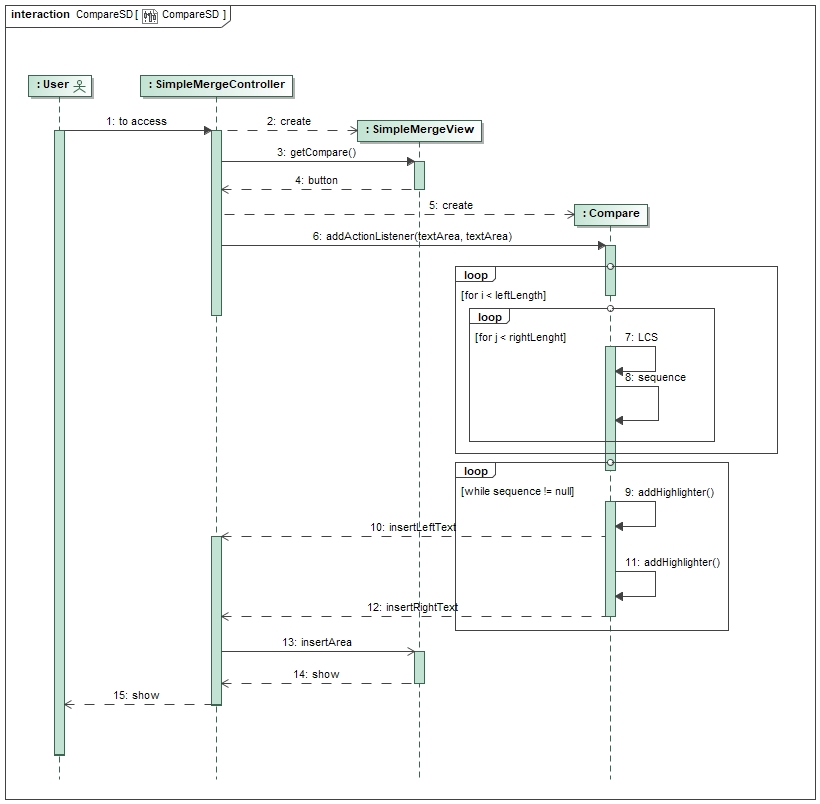 interaction CompareSD [ CompareSD ]
: User
: SimpleMergeController
1: to access
2: create
: SimpleMergeView
3: getCompare()
4: button
5: create
: Compare
6: addActionListener(textArea, textArea)
loop
[for i < leftLength]
loop
[for j < rightLenght]
7: LCS
8: sequence
loop
[while sequence != null]
9: addHighlighter()
10: insertLeftText
11: addHighlighter()
12: insertRightText
13: insertArea
14: show
15: show